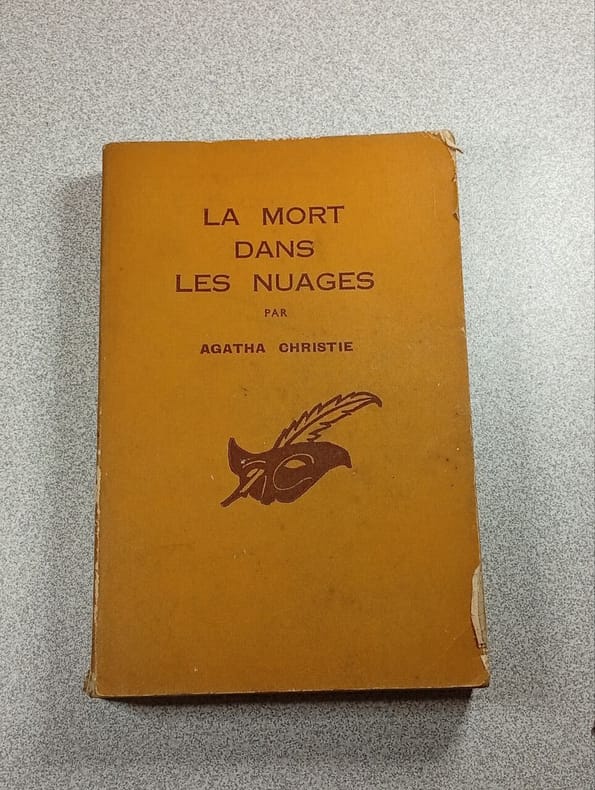 LA MORT
DANS
LES NUAGES
PAR
AGATHA CHRISTIE